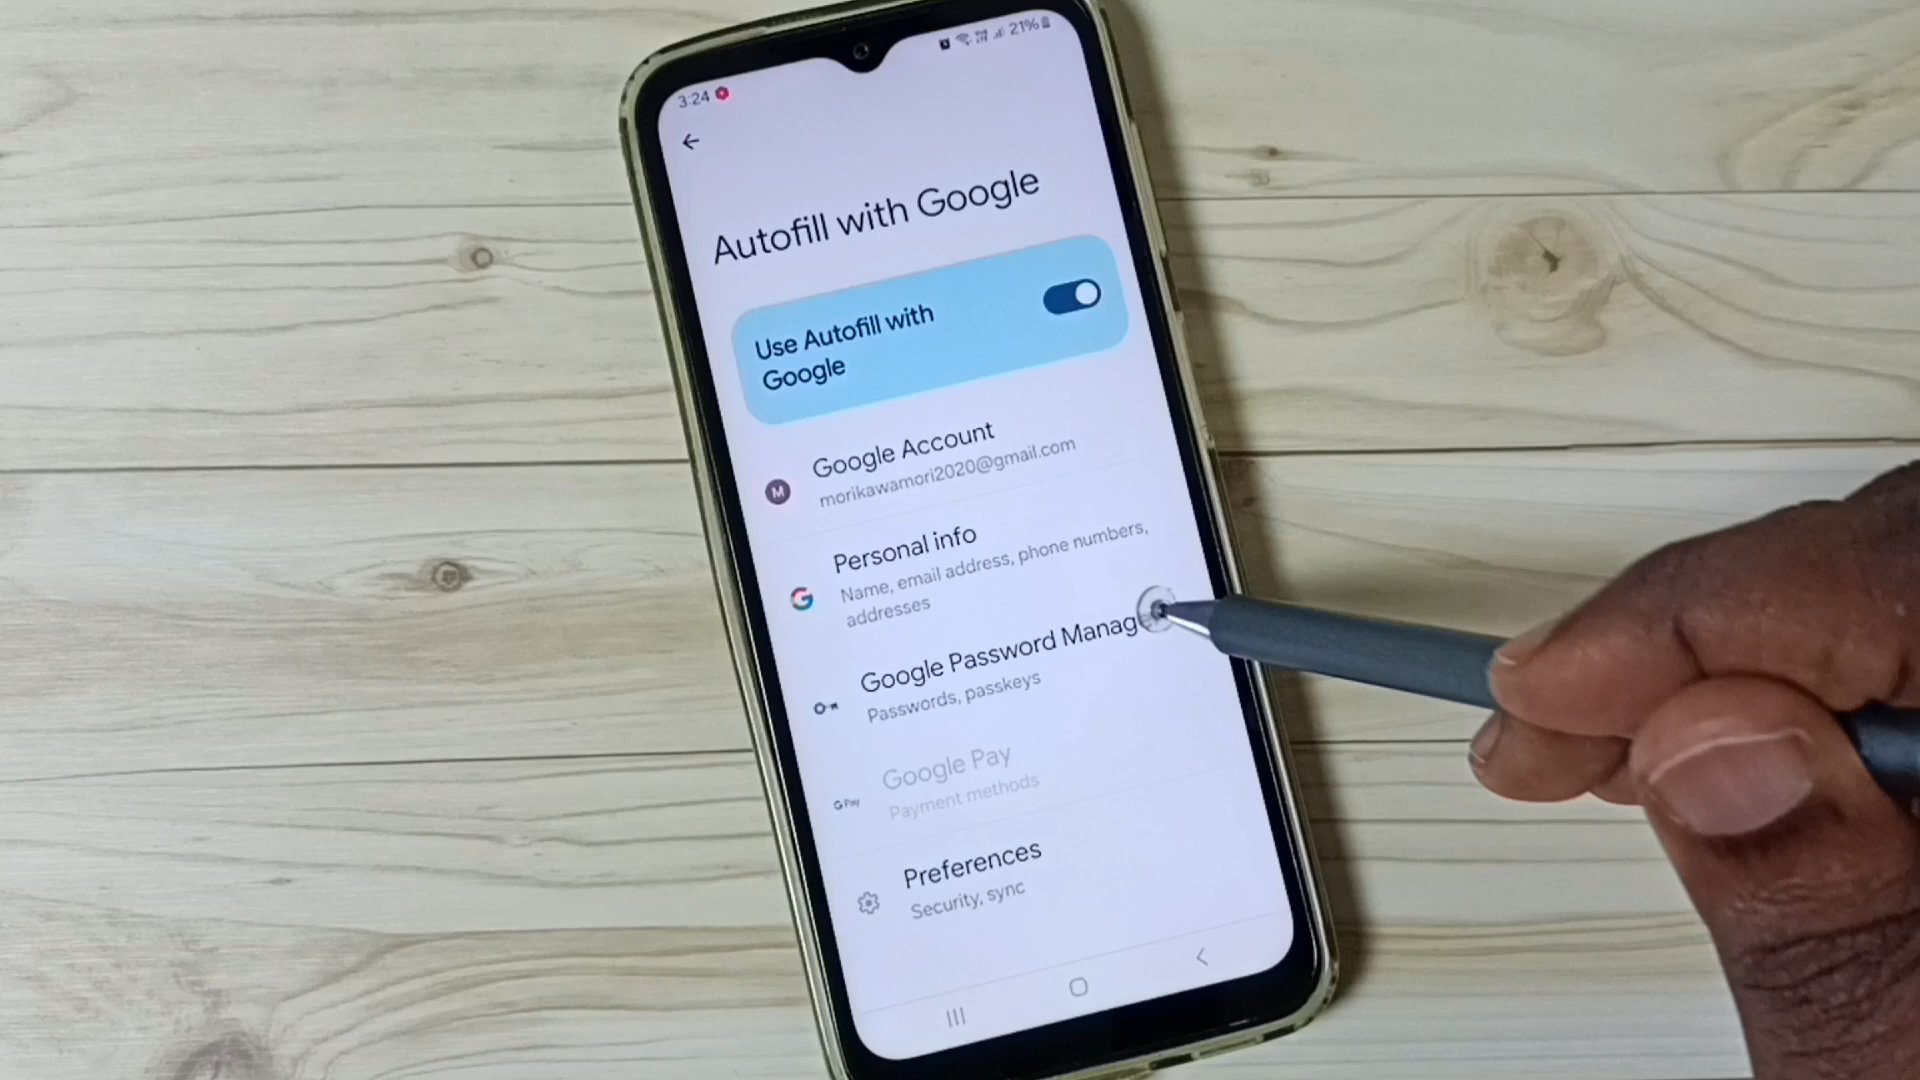 3:24
21%
Autofill with Google
Use Autofill with
Google
M
Google Account
morikawamori2020@gmail.com
G
Personal info
Name, email address, phone numbers,
addresses
Google Password Manag
Passwords, passkeys
G Pay
Google Pay
Payment methods
Preferences
Security, sync